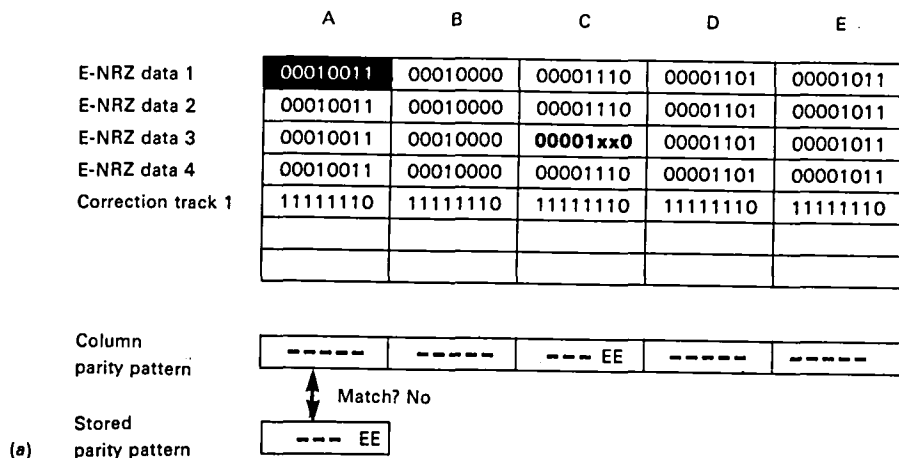 A B C D E
E-NRZ data 1 00010011 00010000 00001110 00001101 00001011
E-NRZ data 2 00010011 00010000 00001110 00001101 00001011
E-NRZ data 3 00010011 00010000 00001xx0 00001101 00001011
E-NRZ data 4 00010011 00010000 00001110 00001101 00001011
Correction track 1 11111110 11111110 11111110 11111110 11111110
Column
parity pattern ----- ----- --- EE ----- -----
Match? No
Stored
(a) parity pattern --- EE